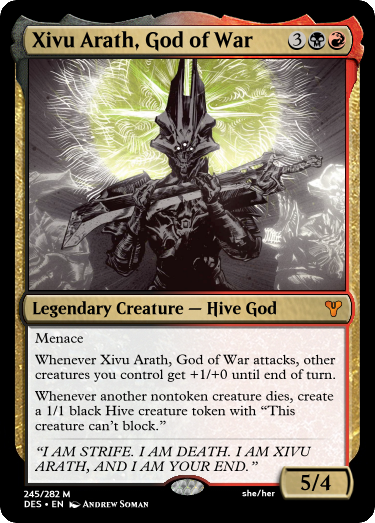 Xivu Arath, God of War 3
Legendary Creature — Hive God
Menace
Whenever Xivu Arath, God of War attacks, other
creatures you control get +1/+0 until end of turn.
Whenever another nontoken creature dies, create
a 1/1 black Hive creature token with “This
creature can’t block.”
“I AM STRIFE. I AM DEATH. I AM XIVU
ARATH, AND I AM YOUR END.”
5/4
245/282 M
she/her
DES • EN Andrew Soman